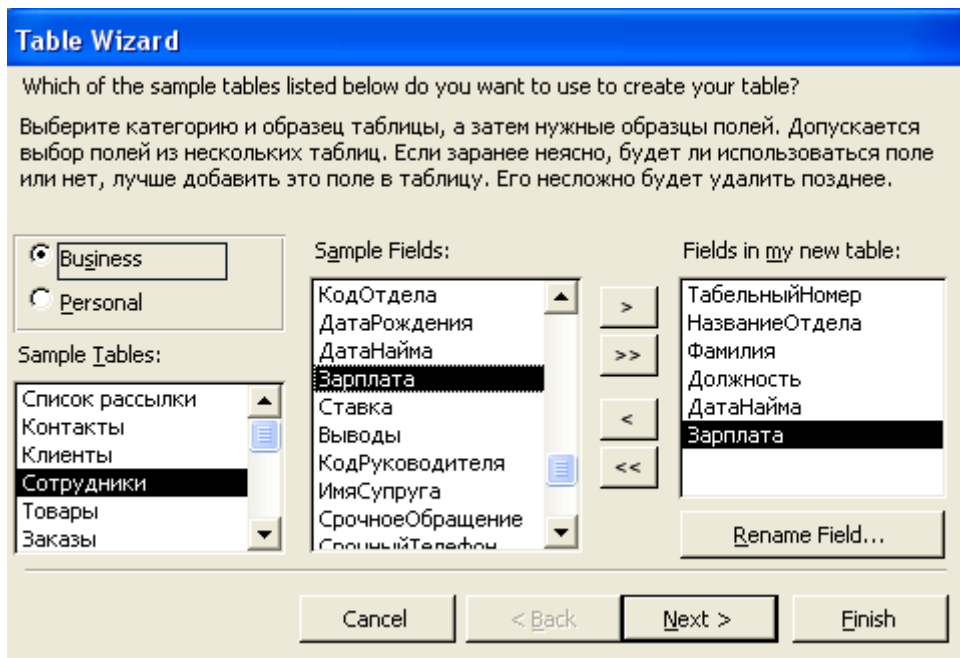 Table Wizard
Which of the sample tables listed below do you want to use to create your table?
Выберите категорию и образец таблицы, а затем нужные образцы полей. Допускается
выбор полей из нескольких таблиц. Если заранее неясно, будет ли использоваться поле
или нет, лучше добавить это поле в таблицу. Его несложно будет удалить позднее.
Business
Personal
Sample Tables:
Список рассылки
Контакты
Клиенты
Сотрудники
Товары
Заказы
Sample Fields:
КодОтдела
ДатаРождения
ДатаНайма
Зарплата
Ставка
Выводы
КодРуководителя
ИмяСупруга
СрочноеОбращение
СрочныйТелефон
>
>>
<
<<
Fields in my new table:
ТабельныйНомер
НазваниеОтдела
Фамилия
Должность
ДатаНайма
Зарплата
Rename Field...
Cancel
< Back
Next >
Finish